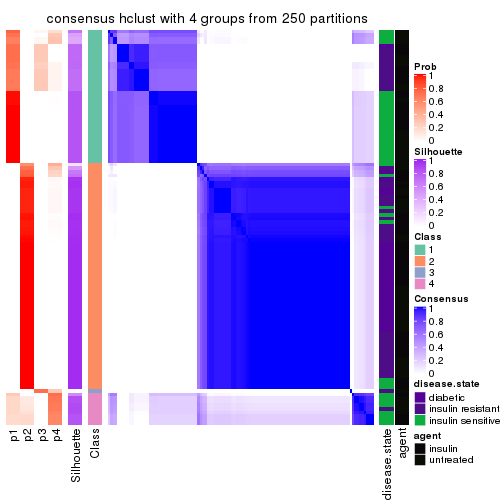 consensus hclust with 4 groups from 250 partitions
Prob
1
0.8
0.6
0.4
0.2
0
Silhouette
1
0.8
0.6
0.4
0.2
0
Class
1
2
3
4
Consensus
1
0.8
0.6
0.4
0.2
0
disease.state
diabetic
insulin resistant
insulin sensitive
agent
insulin
untreated
p1
p2
p3
p4
Silhouette
Class
disease.state
agent